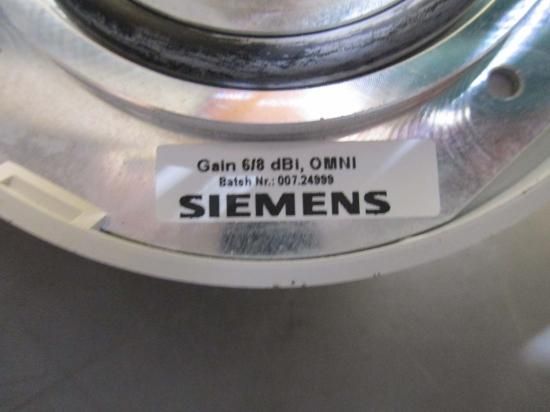 Gain 6/8 dBi, OMNI
Batch Nr.: 007.24999
SIEMENS